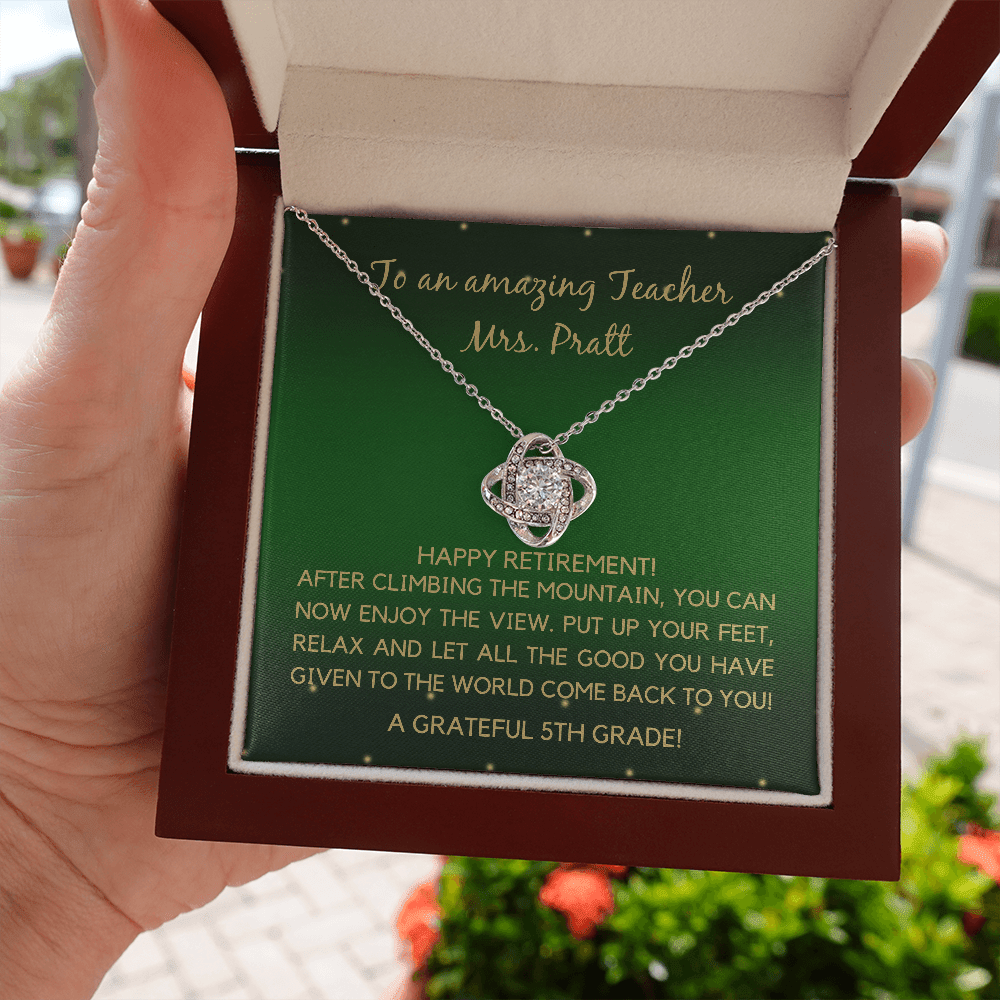 To an amazing Teacher
Mrs. Pratt
HAPPY RETIREMENT!
AFTER CLIMBING THE MOUNTAIN, YOU CAN
NOW ENJOY THE VIEW. PUT UP YOUR FEET,
RELAX AND LET ALL THE GOOD YOU HAVE
GIVEN TO THE WORLD COME BACK TO YOU!
A GRATEFUL 5TH GRADE!